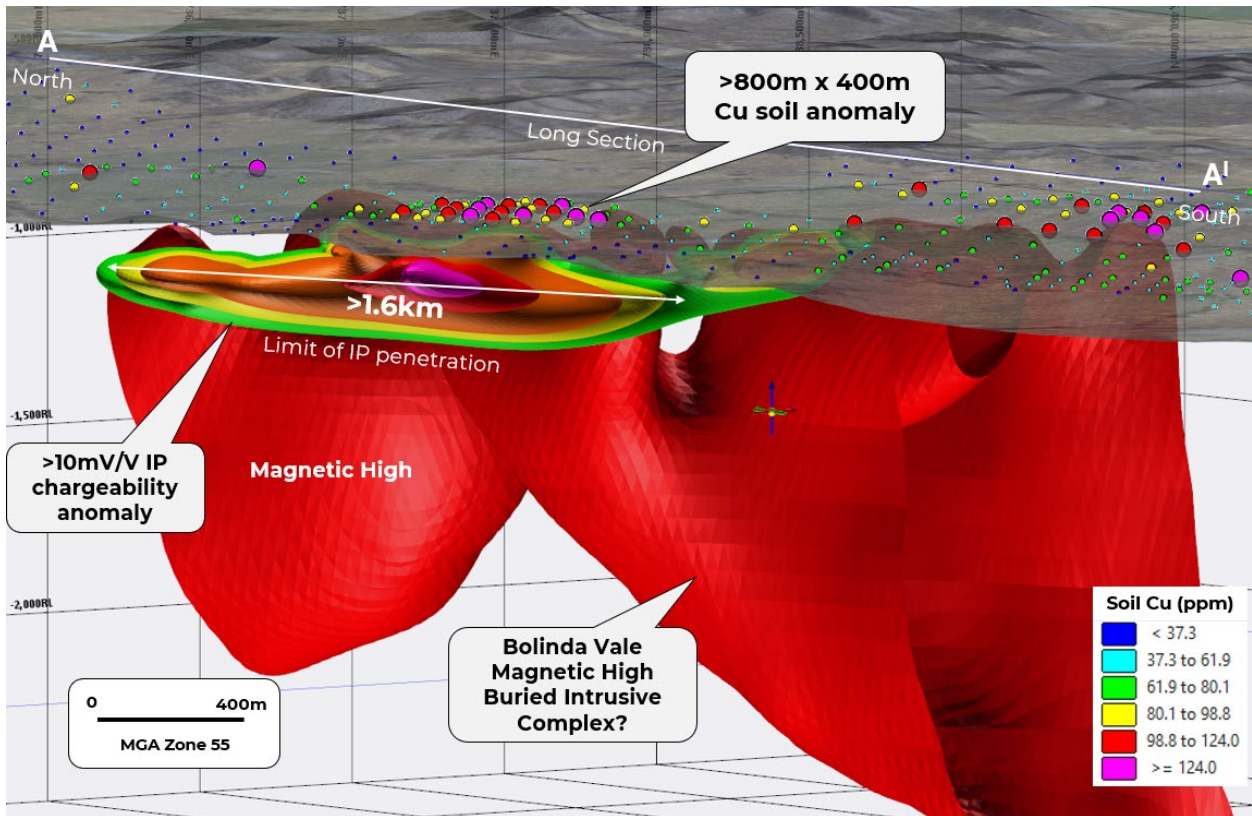 A
North
>800m x 400m
Cu soil anomaly
Long Section
A|
South
-1,000RL
>1.6km
Limit of IP penetration
-1,500RL
>10mV/V IP
chargeability
anomaly
Magnetic High
-2,000RL
Bolinda Vale
Magnetic High
Buried Intrusive
Complex?
0 400m
MGA Zone 55
Soil Cu (ppm)
< 37.3
37.3 to 61.9
61.9 to 80.1
80.1 to 98.8
98.8 to 124.0
>= 124.0